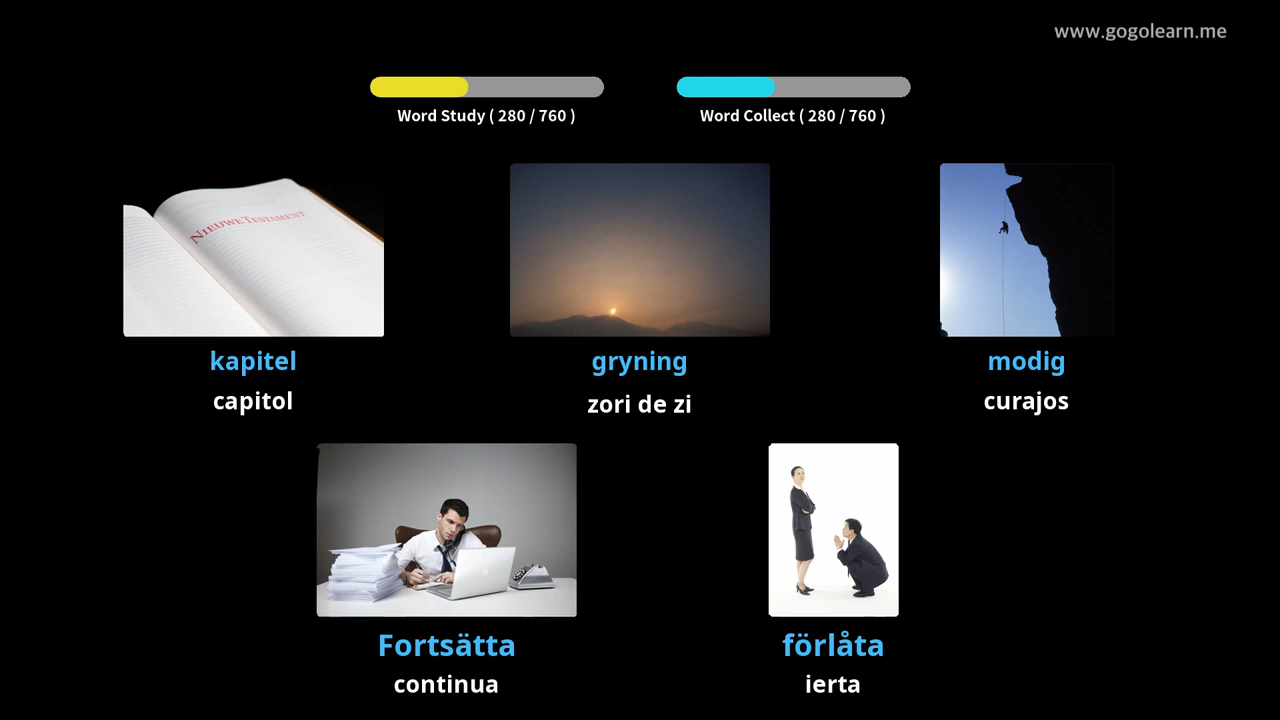 www.gogolearn.me
Word Study ( 280 / 760 )
Word Collect ( 280 / 760 )
NIEUWE TESTAMENT
kapitel
gryning
modig
capitol
zori de zi
curajos
Fortsätta
förlåta
continua
ierta